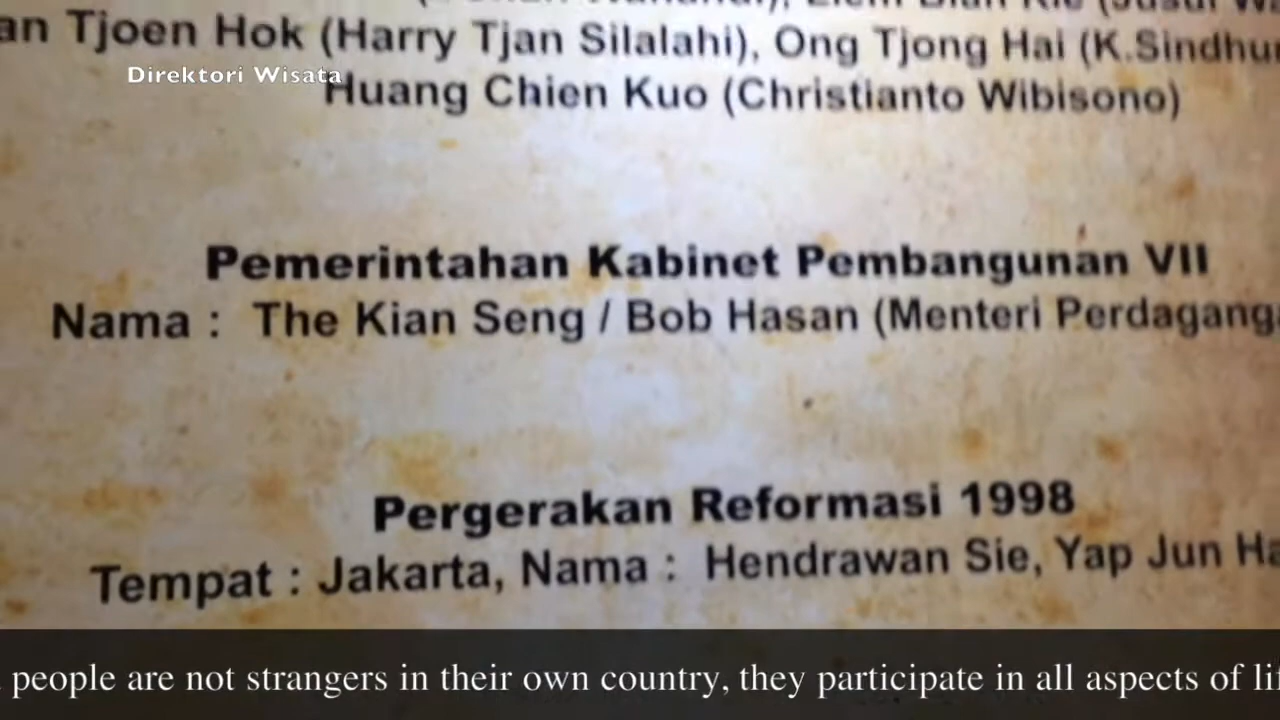 an Tjoen Hok (Harry Tjan Silalahi), Ong Tjong Hai (K.Sindhu
Direktori Wisata
Huang Chien Kuo (Christianto Wibisono)
Pemerintahan Kabinet Pembangunan VII
Nama : The Kian Seng / Bob Hasan (Menteri Perdagang
Pergerakan Reformasi 1998
Tempat : Jakarta, Nama : Hendrawan Sie, Yap Jun Ha
people are not strangers in their own country, they participate in all aspects of li